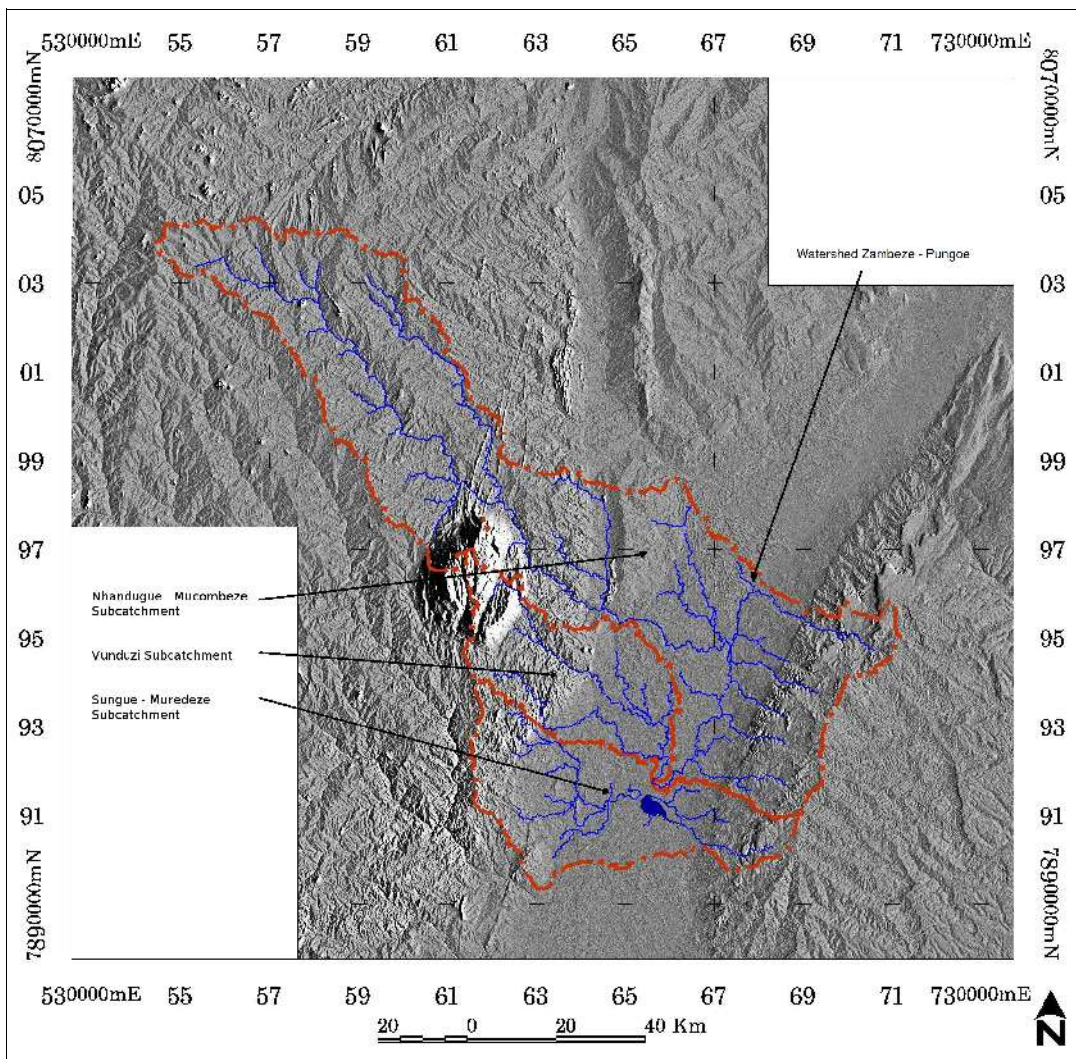 530000mE 55 57 59 61 63 65 67 69 71 730000mE
8070000mN 8070000mN
05 05
Watershed Zambeze - Pungoe
03 03
01 01
99 99
97 97
Nhandugue - Mucombeze
Subcatchment
95 95
Vunduzi Subcatchment
Sungue - Muredeze
Subcatchment
93 93
91 91
7890000mN 7890000mN
530000mE 55 57 59 61 63 65 67 69 71 730000mE
20 0 20 40 Km
N